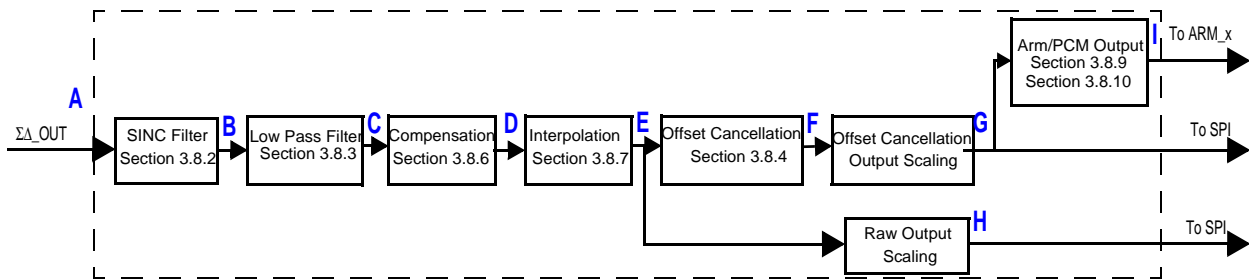 A
ΣΔ_OUT
SINC Filter
Section 3.8.2
B
Low Pass Filter
Section 3.8.3
C
Compensation
Section 3.8.6
D
Interpolation
Section 3.8.7
E
Offset Cancellation
Section 3.8.4
F
Offset Cancellation
Output Scaling
G
Arm/PCM Output
Section 3.8.9
Section 3.8.10
I
To ARM_x
To SPI
Raw Output
Scaling
H
To SPI